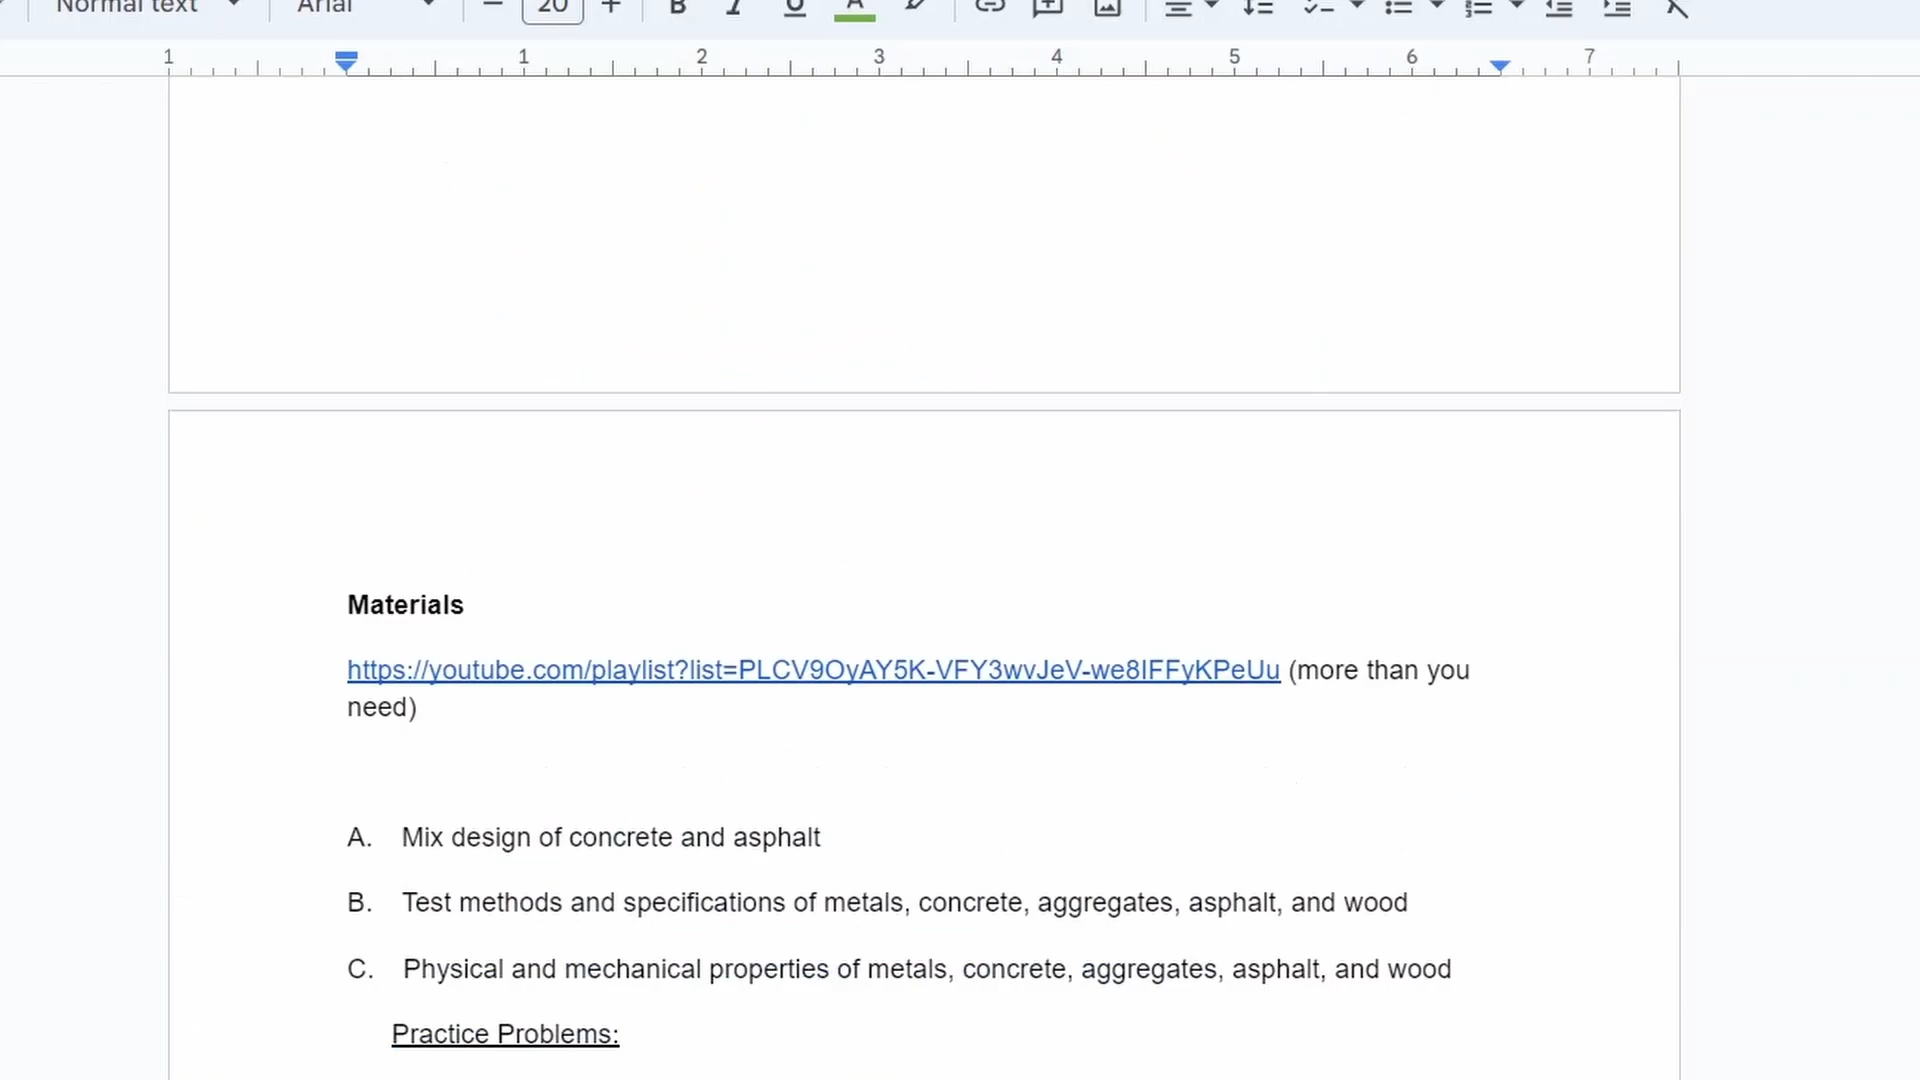 Normal text Arial 20 B I U A
1 1 2 3 4 5 6 7
Materials
https://youtube.com/playlist?list=PLCV9OyAY5K-VFY3wvJeV-we8IFFyKPeUu (more than you
need)
A. Mix design of concrete and asphalt
B. Test methods and specifications of metals, concrete, aggregates, asphalt, and wood
C. Physical and mechanical properties of metals, concrete, aggregates, asphalt, and wood
Practice Problems: